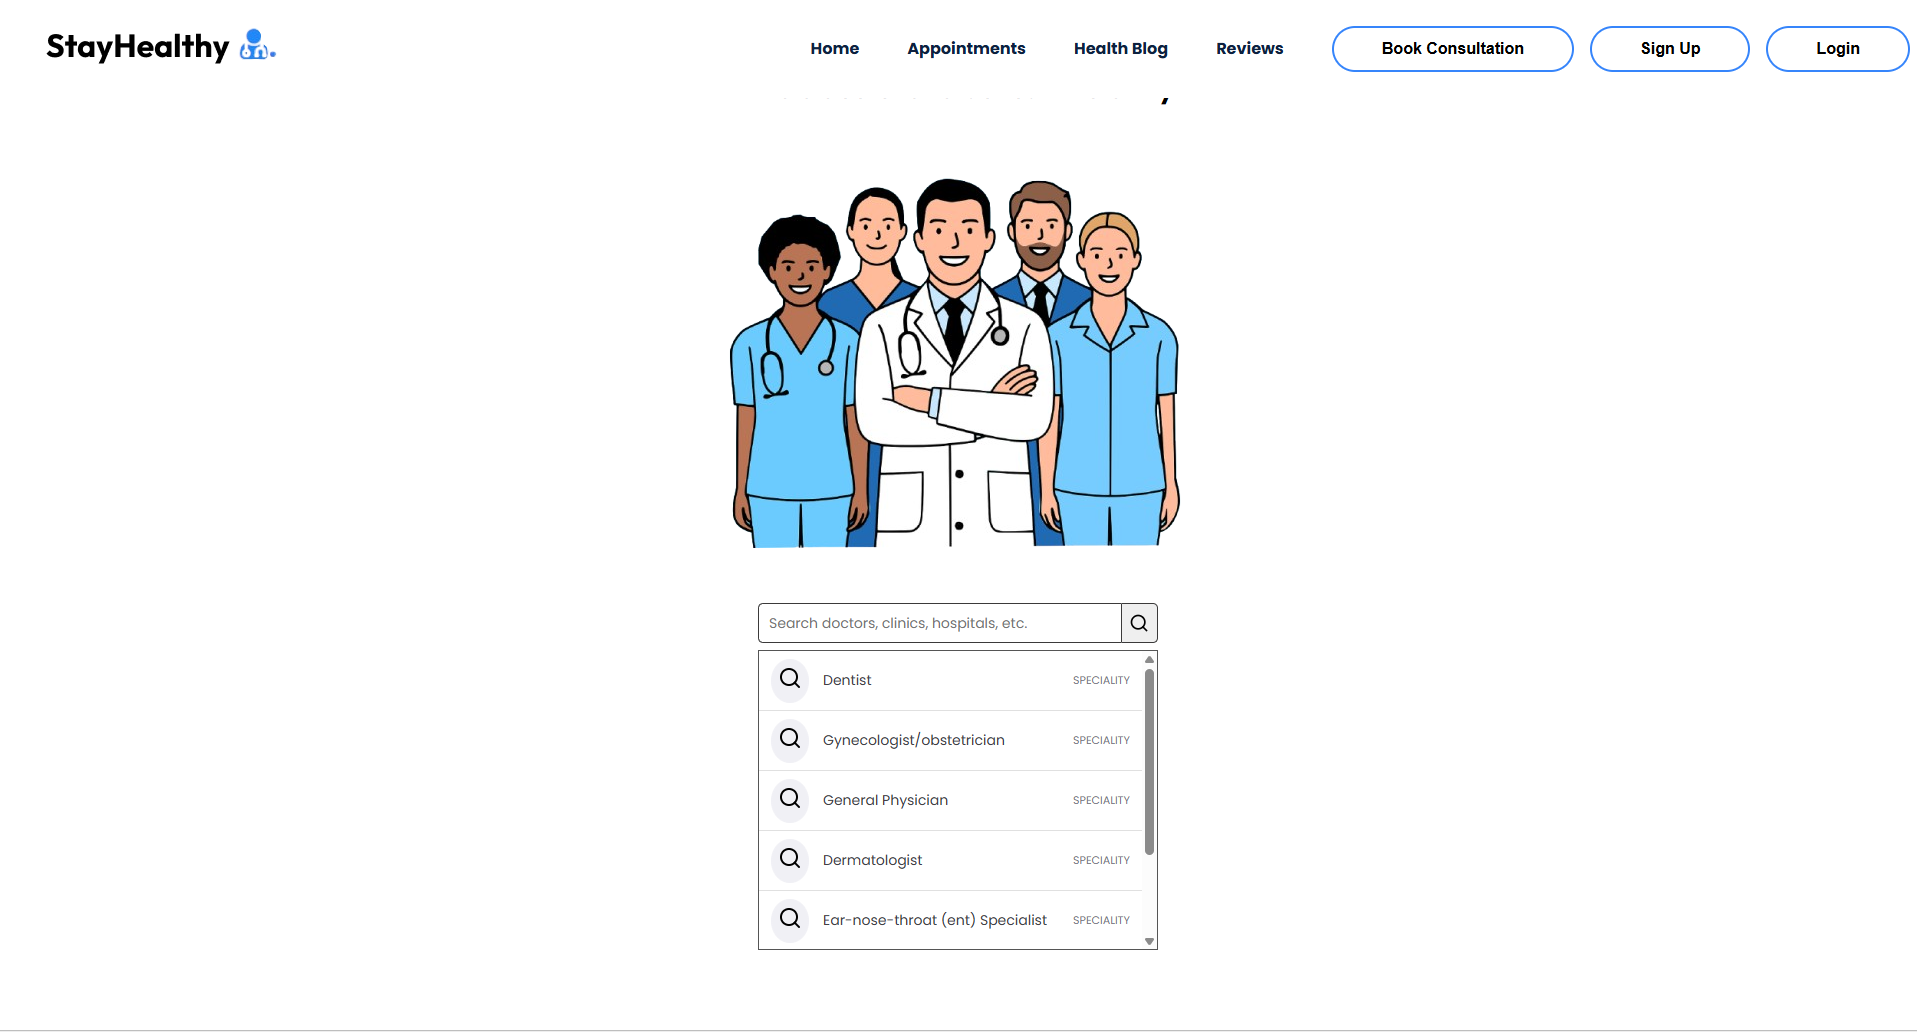 StayHealthy
Home Appointments Health Blog Reviews Book Consultation Sign Up Login
Search doctors, clinics, hospitals, etc.
Dentist SPECIALITY
Gynecologist/obstetrician SPECIALITY
General Physician SPECIALITY
Dermatologist SPECIALITY
Ear-nose-throat (ent) Specialist SPECIALITY